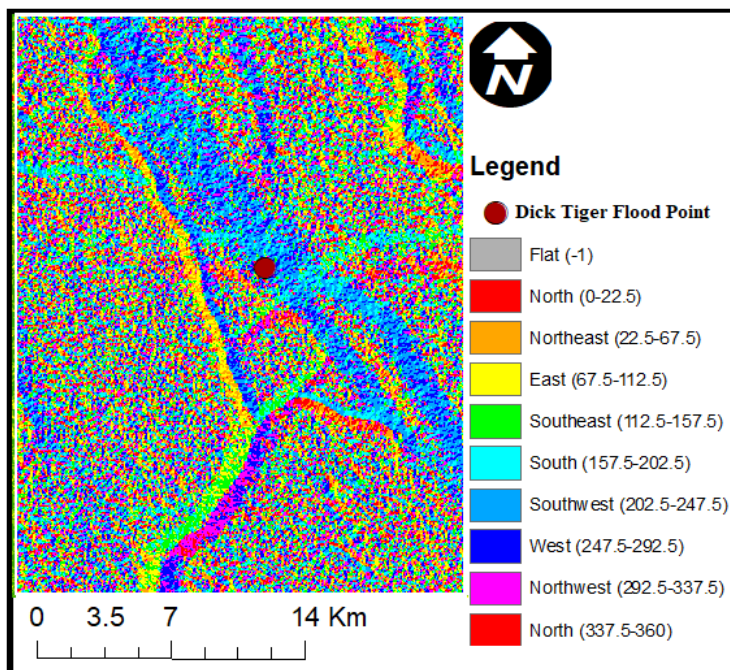 N
Legend
Dick Tiger Flood Point
Flat (-1)
North (0-22.5)
Northeast (22.5-67.5)
East (67.5-112.5)
Southeast (112.5-157.5)
South (157.5-202.5)
Southwest (202.5-247.5)
West (247.5-292.5)
Northwest (292.5-337.5)
North (337.5-360)
0 3.5 7 14 Km